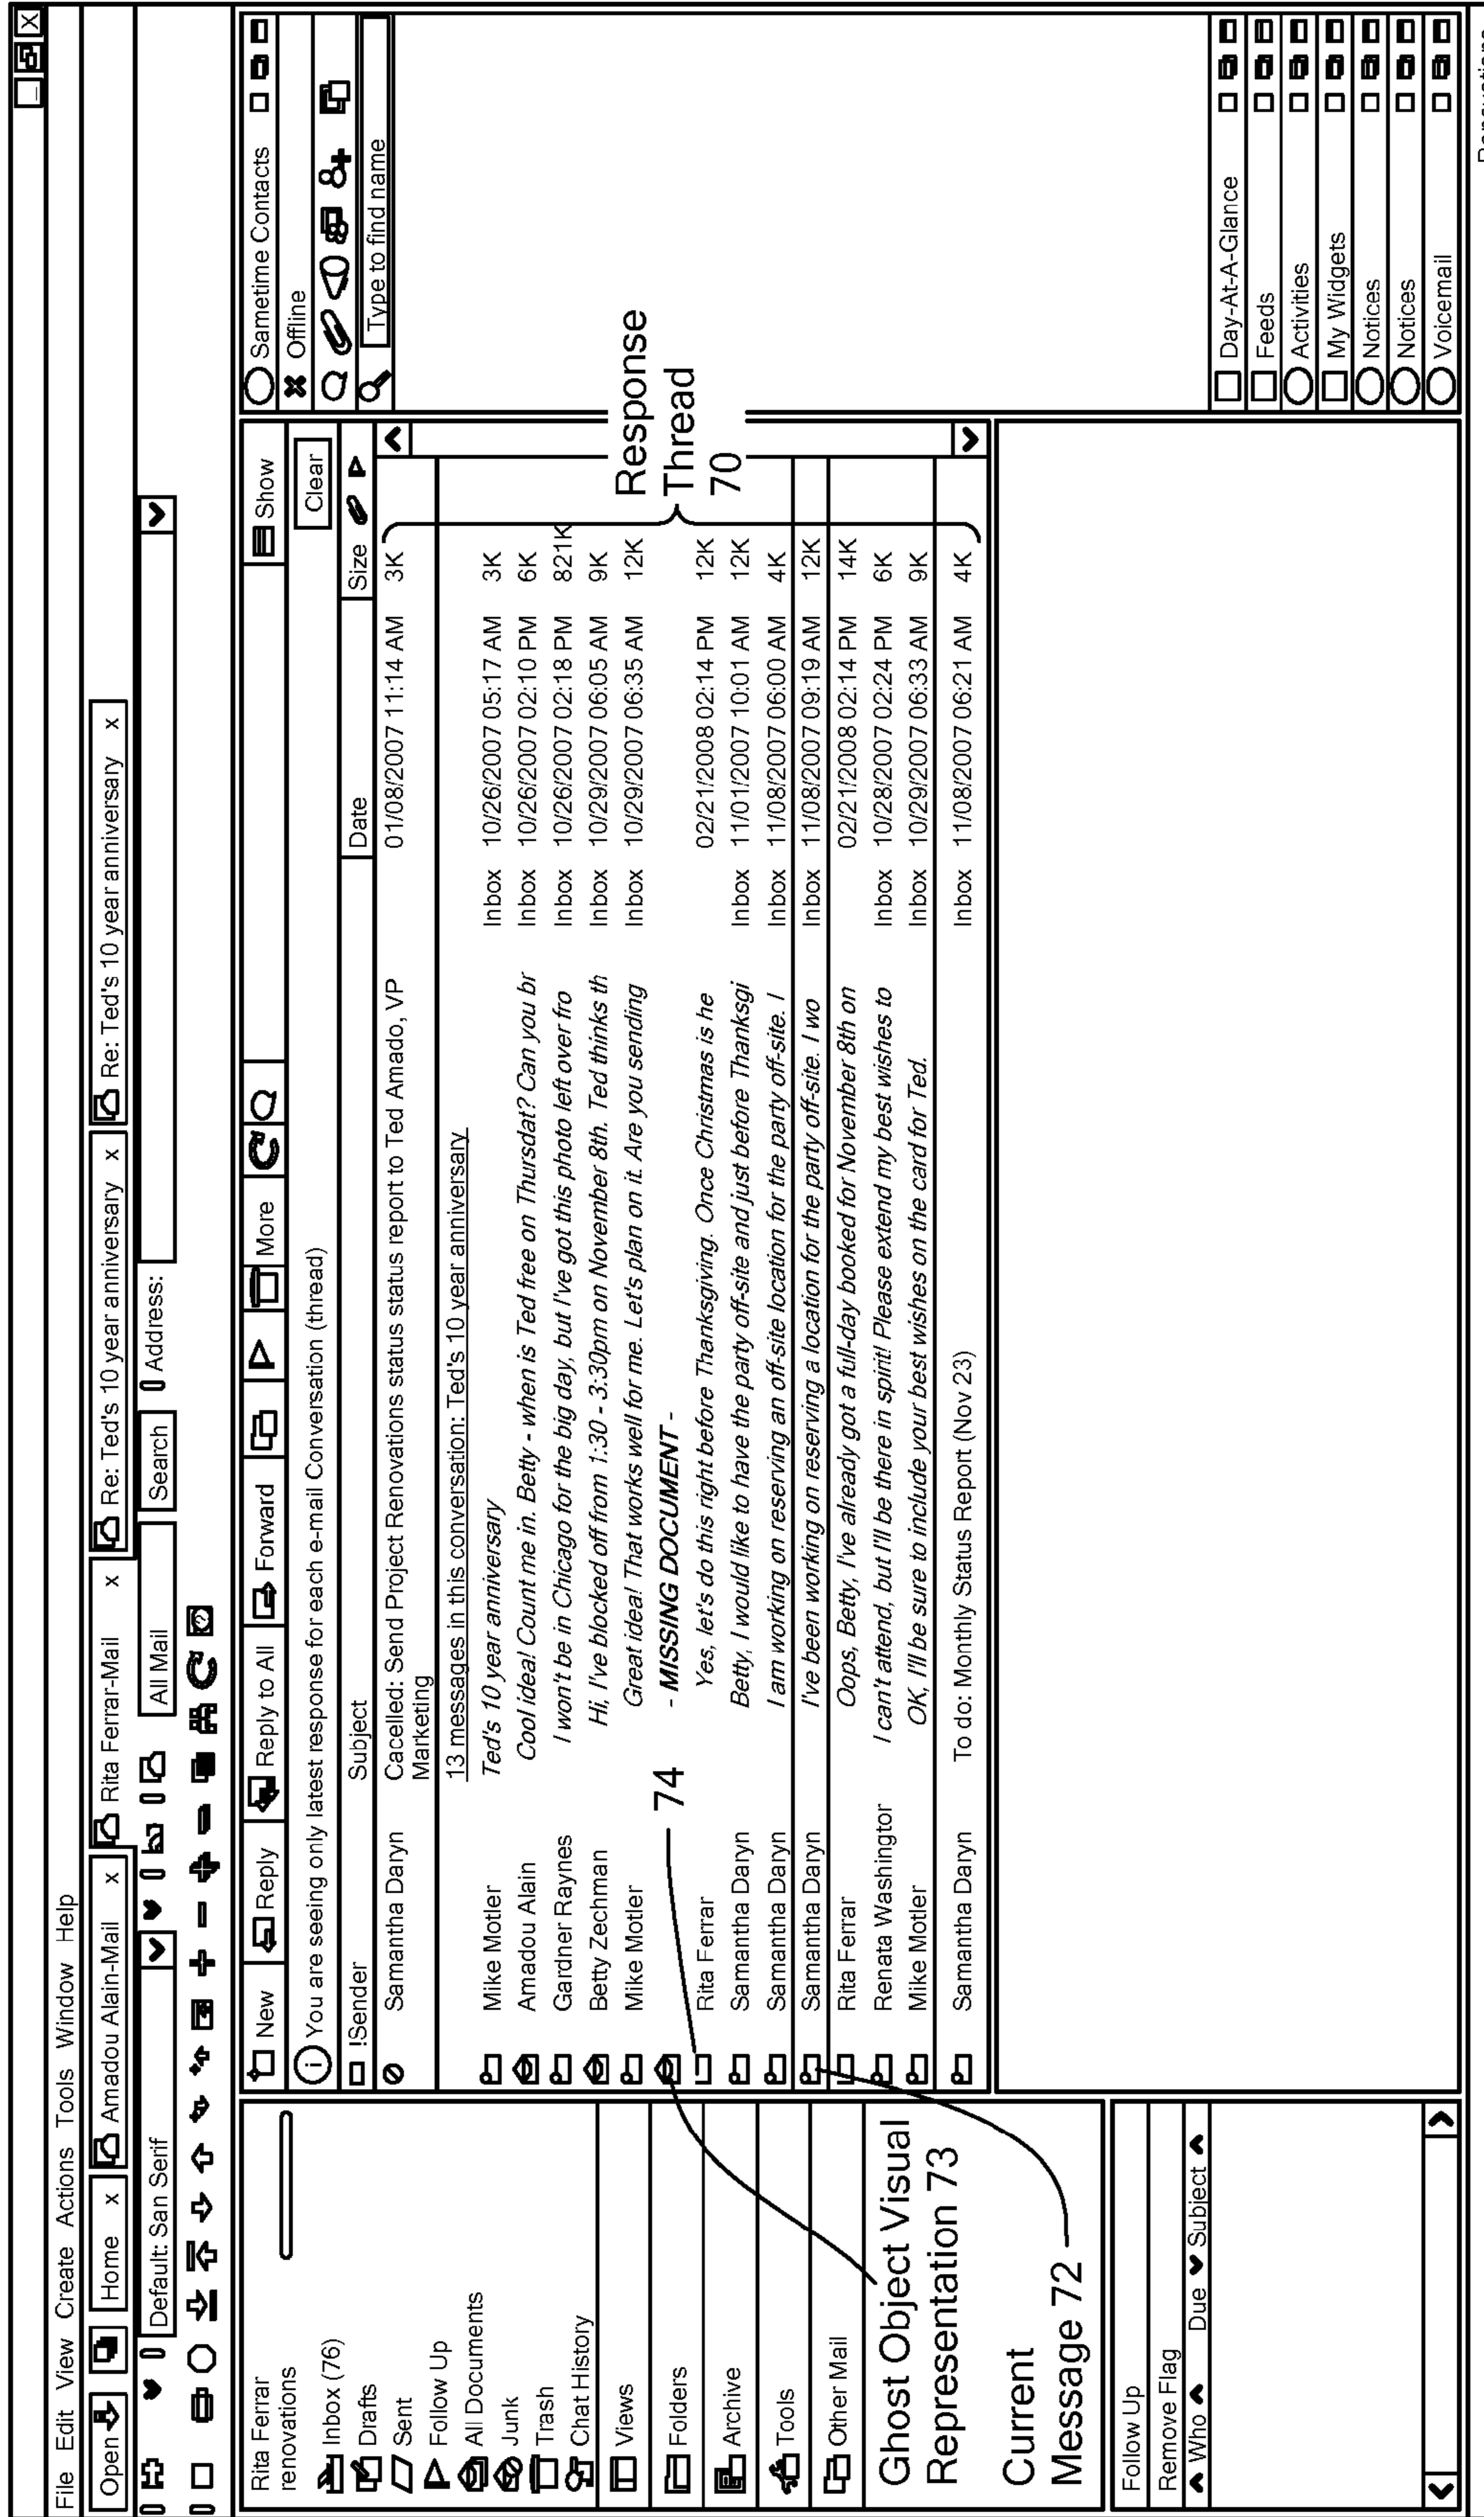 File Edit View Create Actions Tools Window Help
Open Home x Amadou Alain-Mail x Rita Ferrar-Mail x Re: Ted's 10 year anniversary x Re: Ted's 10 year anniversary x
Default: San Serif All Mail Search Address:
Rita Ferrar
renovations
Inbox (76)
Drafts
Sent
Follow Up
All Documents
Junk
Trash
Chat History
Views
Folders
Archive
Tools
Other Mail
Ghost Object Visual
Representation 73
Current
Message 72
Follow Up
Remove Flag
Who Due Subject
New Reply Reply to All Forward More Show
i You are seeing only latest response for each e-mail Conversation (thread) Clear
!Sender Subject Date Size
Samantha Daryn Cacelled: Send Project Renovations status status report to Ted Amado, VP 01/08/2007 11:14 AM 3K
Marketing
13 messages in this conversation: Ted's 10 year anniversary
Mike Motler Ted's 10 year anniversary Inbox 10/26/2007 05:17 AM 3K
Amadou Alain Cool idea! Count me in. Betty - when is Ted free on Thursdat? Can you br Inbox 10/26/2007 02:10 PM 6K
Gardner Raynes I won't be in Chicago for the big day, but I've got this photo left over fro Inbox 10/26/2007 02:18 PM 821K
Betty Zechman Hi, I've blocked off from 1:30 - 3:30pm on November 8th. Ted thinks th Inbox 10/29/2007 06:05 AM 9K
Mike Motler Great idea! That works well for me. Let's plan on it. Are you sending Inbox 10/29/2007 06:35 AM 12K
74 - MISSING DOCUMENT -
Rita Ferrar Yes, let's do this right before Thanksgiving. Once Christmas is he 02/21/2008 02:14 PM 12K
Samantha Daryn Betty, I would like to have the party off-site and just before Thanksgi Inbox 11/01/2007 10:01 AM 12K
Samantha Daryn I am working on reserving an off-site location for the party off-site. I Inbox 11/08/2007 06:00 AM 4K
Samantha Daryn I've been working on reserving a location for the party off-site. I wo Inbox 11/08/2007 09:19 AM 12K
Rita Ferrar Oops, Betty, I've already got a full-day booked for November 8th on 02/21/2008 02:14 PM 14K
Renata Washingtor I can't attend, but I'll be there in spirit! Please extend my best wishes to Inbox 10/28/2007 02:24 PM 6K
Mike Motler OK, I'll be sure to include your best wishes on the card for Ted. Inbox 10/29/2007 06:33 AM 9K
Samantha Daryn To do: Monthly Status Report (Nov 23) Inbox 11/08/2007 06:21 AM 4K
Response
Thread
70
Sametime Contacts
Offline
Type to find name
Day-At-A-Glance
Feeds
Activities
My Widgets
Notices
Notices
Voicemail